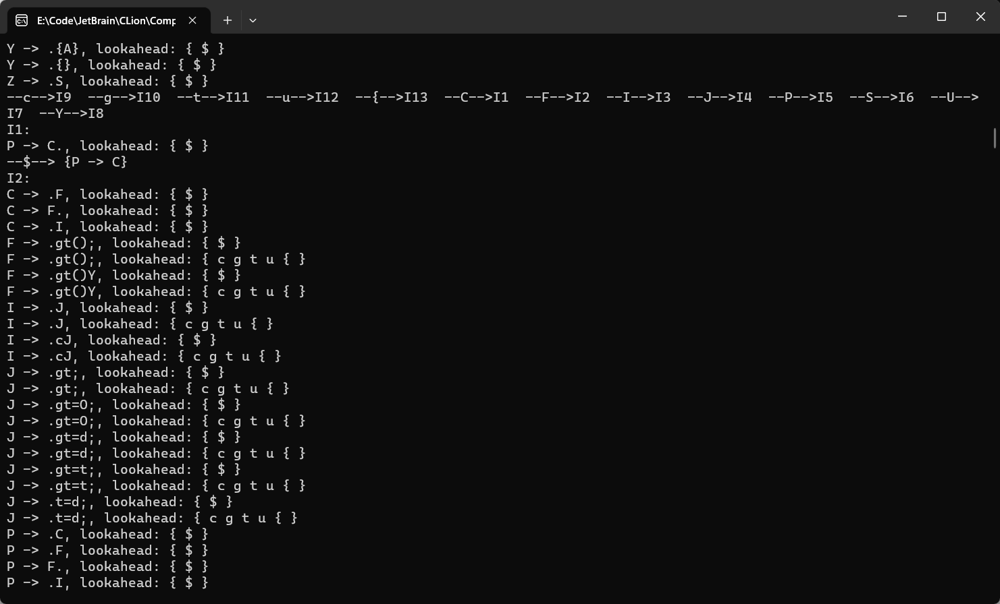 E:\Code\JetBrain\CLion\Comp
Y -> .{A}, lookahead: { $ }
Y -> .{}, lookahead: { $ }
Z -> .S, lookahead: { $ }
--c-->I9  --g-->I10  --t-->I11  --u-->I12  --{-->I13  --C-->I1  --F-->I2  --I-->I3  --J-->I4  --P-->I5  --S-->I6  --U-->
I7  --Y-->I8
I1:
P -> C., lookahead: { $ }
--$--> {P -> C}
I2:
C -> .F, lookahead: { $ }
C -> F., lookahead: { $ }
C -> .I, lookahead: { $ }
F -> .gt();, lookahead: { $ }
F -> .gt();, lookahead: { c g t u { }
F -> .gt()Y, lookahead: { $ }
F -> .gt()Y, lookahead: { c g t u { }
I -> .J, lookahead: { $ }
I -> .J, lookahead: { c g t u { }
I -> .cJ, lookahead: { $ }
I -> .cJ, lookahead: { c g t u { }
J -> .gt;, lookahead: { $ }
J -> .gt;, lookahead: { c g t u { }
J -> .gt=O;, lookahead: { $ }
J -> .gt=O;, lookahead: { c g t u { }
J -> .gt=d;, lookahead: { $ }
J -> .gt=d;, lookahead: { c g t u { }
J -> .gt=t;, lookahead: { $ }
J -> .gt=t;, lookahead: { c g t u { }
J -> .t=d;, lookahead: { $ }
J -> .t=d;, lookahead: { c g t u { }
P -> .C, lookahead: { $ }
P -> .F, lookahead: { $ }
P -> F., lookahead: { $ }
P -> .I, lookahead: { $ }